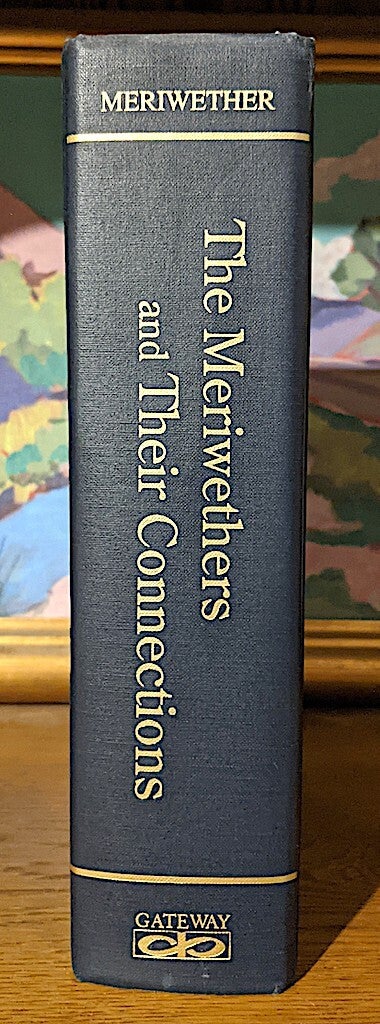 MERIWETHER
The Meriwethers
and Their Connections
GATEWAY